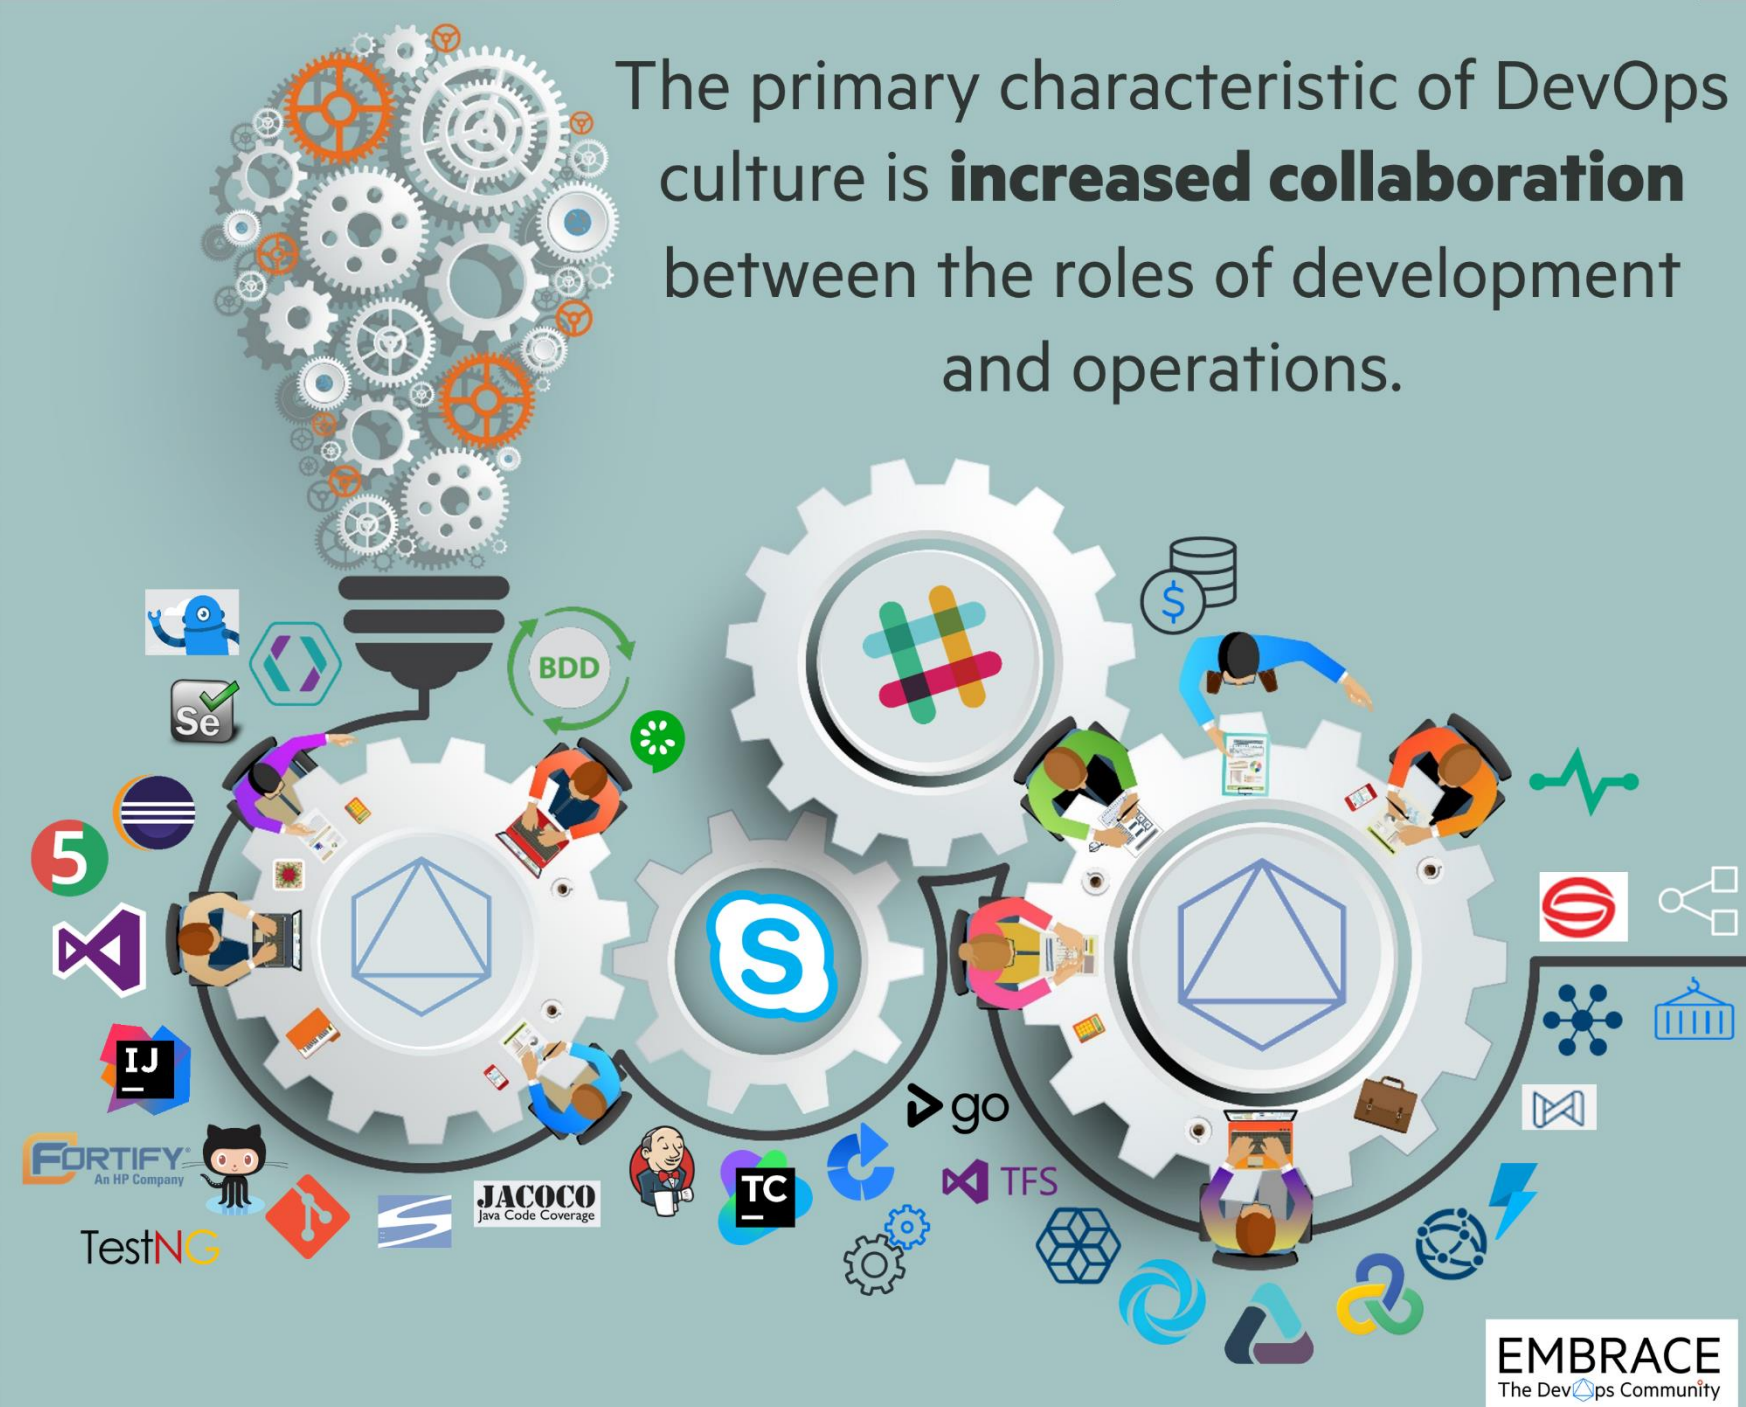 The primary characteristic of DevOps
culture is increased collaboration
between the roles of development
and operations.
$
BDD
Se
5
S
IJ
go
FORTIFY
An HP Company
TC
TFS
JACOCO
Java Code Coverage
TestNG
EMBRACE
The DevOps Community